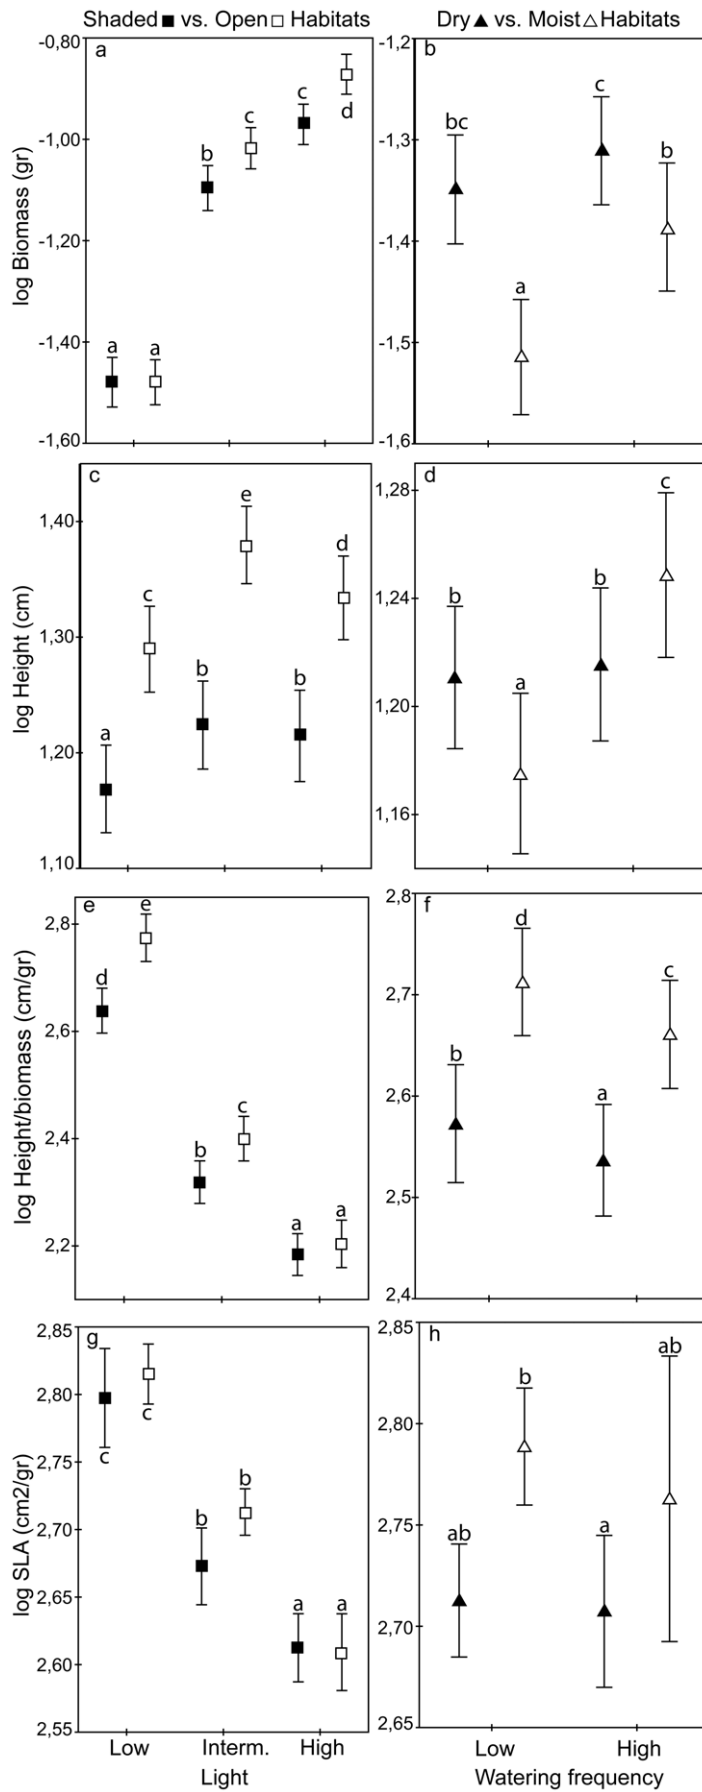 Shaded ■ vs. Open □ Habitats
Dry ▲ vs. Moist △ Habitats
a
-0,80
-1,00
-1,20
-1,40
-1,60
log Biomass (gr)
a a b c c d
b
-1,2
-1,3
-1,4
-1,5
-1,6
bc a c b
c
1,40
1,30
1,20
1,10
log Height (cm)
a c b e b d
d
1,28
1,24
1,20
1,16
b a b c
e
2,8
2,6
2,4
2,2
log Height/biomass (cm/gr)
d e b c a a
f
2,8
2,7
2,6
2,5
2,4
b d a c
g
2,85
2,80
2,75
2,70
2,65
2,60
2,55
log SLA (cm2/gr)
c c b b a a
h
2,85
2,80
2,75
2,70
2,65
ab b a ab
Low Interm. High
Light
Low High
Watering frequency